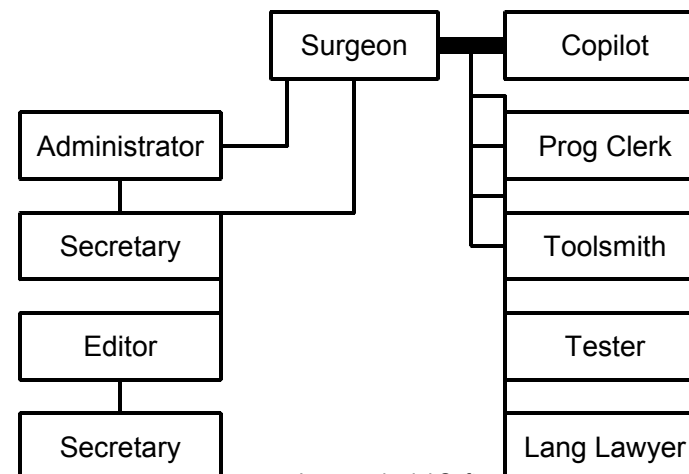 Surgeon
Copilot
Administrator
Prog Clerk
Secretary
Toolsmith
Editor
Tester
Secretary
Lang Lawyer